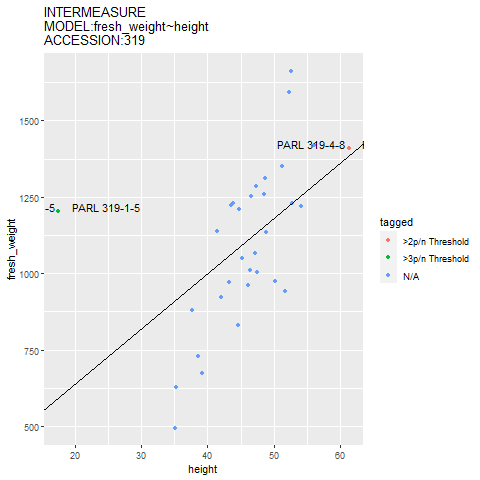 INTERMEASURE
MODEL:fresh_weight~height
ACCESSION:319
fresh_weight
1500
1250
1000
750
500
PARL 319-4-8
-5
PARL 319-1-5
20
30
40
50
60
height
tagged
>2p/n Threshold
>3p/n Threshold
N/A